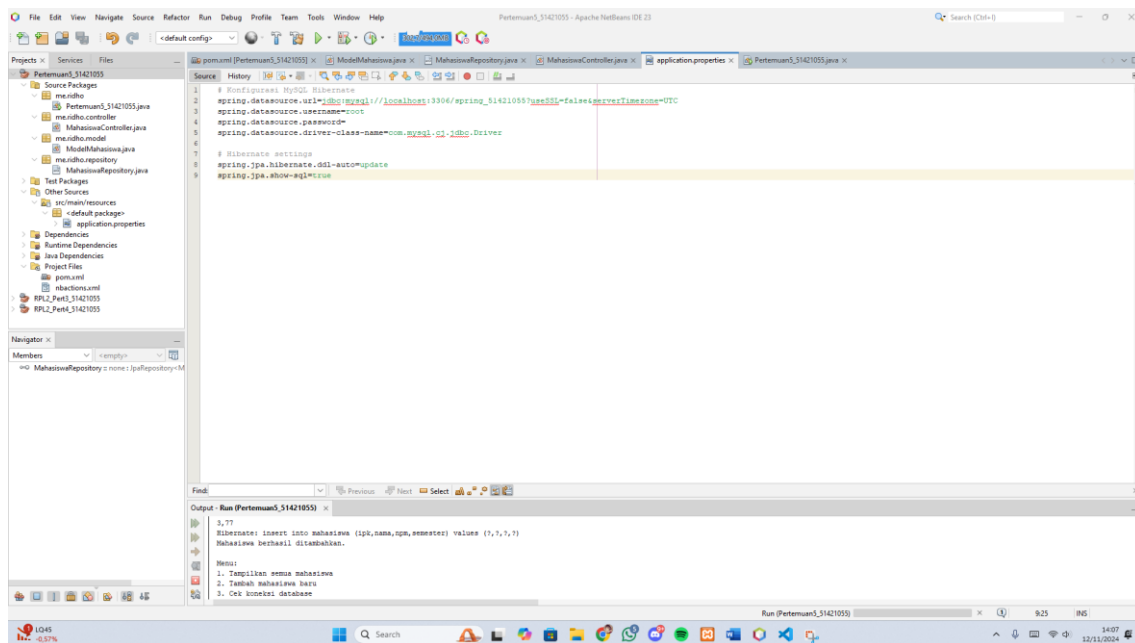 File Edit View Navigate Source Refactor Run Debug Profile Team Tools Window Help
Pertemuan5_51421055 - Apache NetBeans IDE 23
Search (Ctrl+I)
<default config>
Projects × Services Files
pom.xml [Pertemuan5_51421055] × ModelMahasiswa.java × MahasiswaRepository.java × MahasiswaController.java × application.properties × Pertemuan5_51421055.java ×
Source History
Pertemuan5_51421055
Source Packages
me.ridho
Pertemuan5_51421055.java
me.ridho.controller
MahasiswaController.java
me.ridho.model
ModelMahasiswa.java
me.ridho.repository
MahasiswaRepository.java
Test Packages
Other Sources
src/main/resources
<default package>
application.properties
Dependencies
Runtime Dependencies
Java Dependencies
Project Files
pom.xml
nbactions.xml
RPL2_Pert3_51421055
RPL2_Pert4_51421055
1 # Konfigurasi MySQL Hibernate
2 spring.datasource.url=jdbc:mysql://localhost:3306/spring_51421055?useSSL=false&serverTimezone=UTC
3 spring.datasource.username=root
4 spring.datasource.password=
5 spring.datasource.driver-class-name=com.mysql.cj.jdbc.Driver
6
7 # Hibernate settings
8 spring.jpa.hibernate.ddl-auto=update
9 spring.jpa.show-sql=true
Navigator ×
Members <empty>
MahasiswaRepository :: none : JpaRepository<M
Find: Previous Next Select
Output - Run (Pertemuan5_51421055) ×
3,77
Hibernate: insert into mahasiswa (ipk,nama,npm,semester) values (?,?,?,?)
Mahasiswa berhasil ditambahkan.
Menu:
1. Tampilkan semua mahasiswa
2. Tambah mahasiswa baru
3. Cek koneksi database
Run (Pertemuan5_51421055)
9:25 INS
LQ45
-0,57%
Search
14:07
12/11/2024